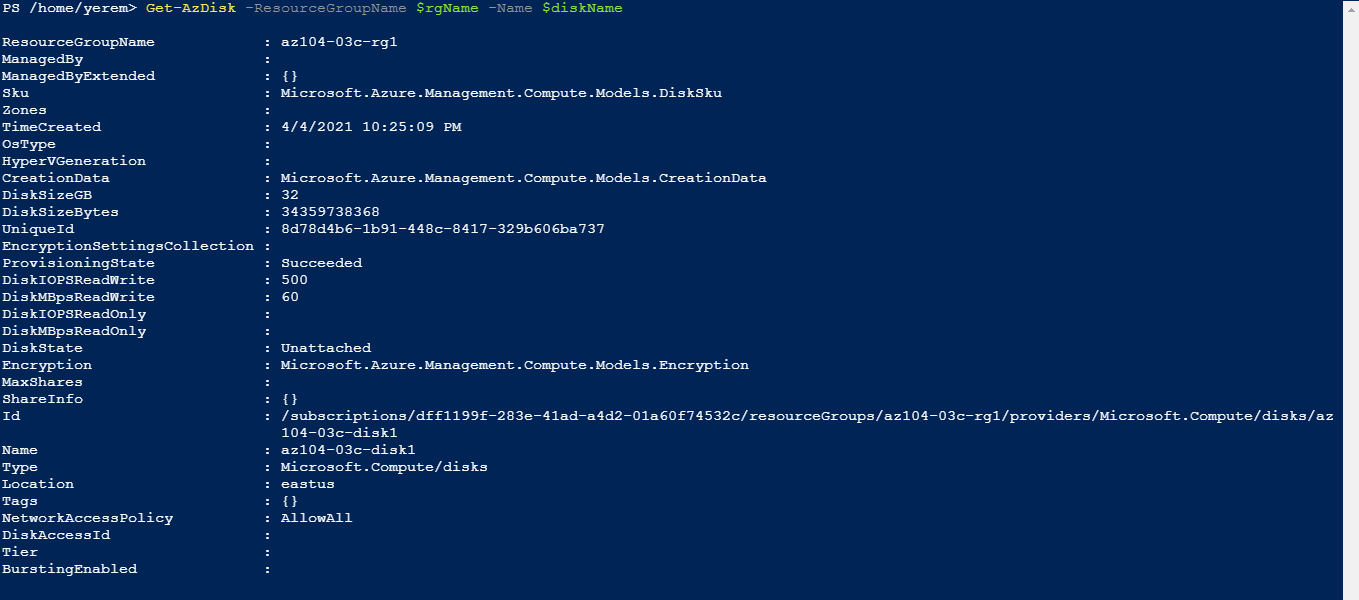 PS /home/yerem> Get-AzDisk -ResourceGroupName $rgName -Name $diskName
ResourceGroupName : az104-03c-rg1
ManagedBy :
ManagedByExtended : {}
Sku : Microsoft.Azure.Management.Compute.Models.DiskSku
Zones :
TimeCreated : 4/4/2021 10:25:09 PM
OsType :
HyperVGeneration :
CreationData : Microsoft.Azure.Management.Compute.Models.CreationData
DiskSizeGB : 32
DiskSizeBytes : 34359738368
UniqueId : 8d78d4b6-1b91-448c-8417-329b606ba737
EncryptionSettingsCollection :
ProvisioningState : Succeeded
DiskIOPSReadWrite : 500
DiskMBpsReadWrite : 60
DiskIOPSReadOnly :
DiskMBpsReadOnly :
DiskState : Unattached
Encryption : Microsoft.Azure.Management.Compute.Models.Encryption
MaxShares :
ShareInfo : {}
Id : /subscriptions/dff1199f-283e-41ad-a4d2-01a60f74532c/resourceGroups/az104-03c-rg1/providers/Microsoft.Compute/disks/az
104-03c-disk1
Name : az104-03c-disk1
Type : Microsoft.Compute/disks
Location : eastus
Tags : {}
NetworkAccessPolicy : AllowAll
DiskAccessId :
Tier :
BurstingEnabled :